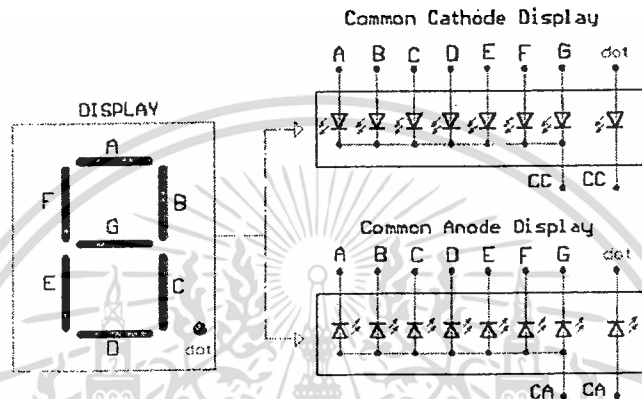 Common Cathode Display
A B C D E F G dot
CC CC
DISPLAY
A
F
B
G
E
C
D
dot
Common Anode Display
A B C D E F G dot
CA CA